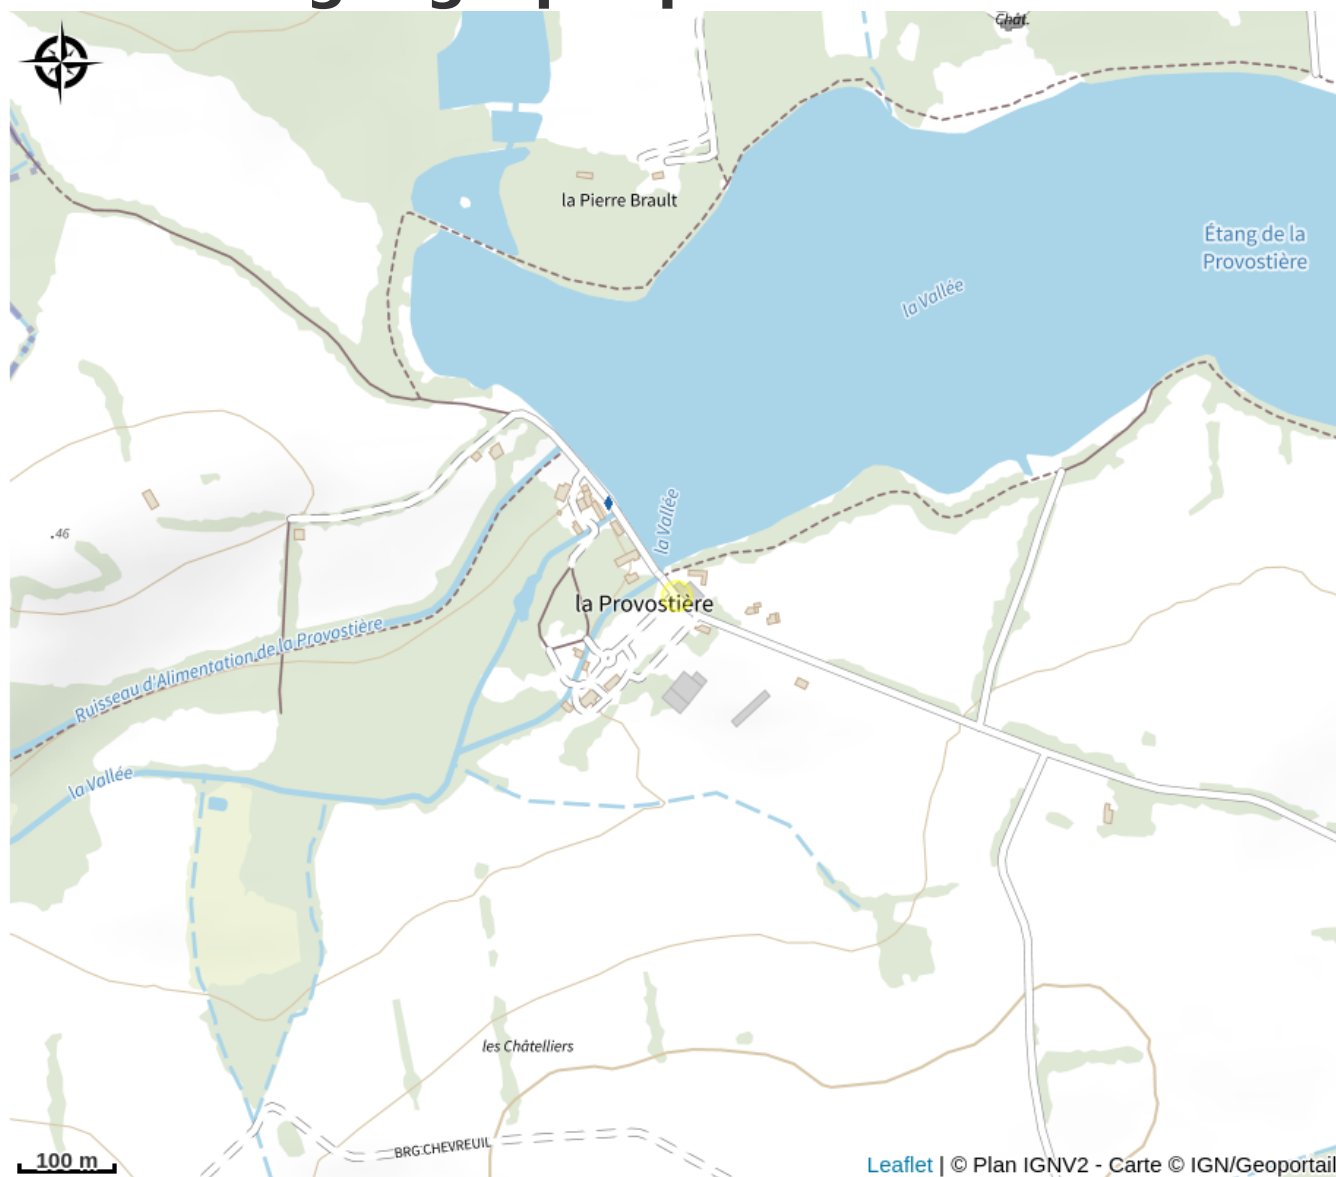 Chât.
la Pierre Brault
Étang de la
Provostière
la Vallée
la Vallée
.46
la Provostière
Ruisseau d'Alimentation de la Provostière
la Vallée
les Châtelliers
BRG CHEVREUIL
100 m
Leaflet | © Plan IGNV2 - Carte © IGN/Geoportail